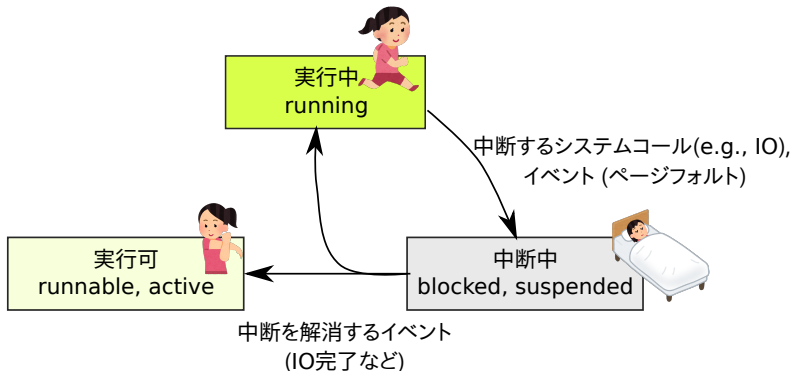 実行中
running
中断するシステムコール(e.g., IO),
イベント (ページフォルト)
実行可
runnable, active
中断中
blocked, suspended
中断を解消するイベント
(IO完了など)